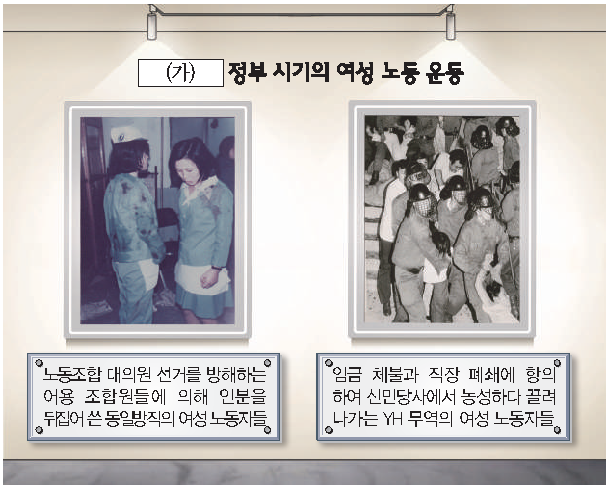 (가) 정부 시기의 여성 노동 운동
노동조합 대의원 선거를 방해하는
어용 조합원들에 의해 인분을
뒤집어 쓴 동일방직의 여성 노동자들
임금 체불과 직장 폐쇄에 항의
하여 신민당사에서 농성하다 끌려
나가는 YH 무역의 여성 노동자들